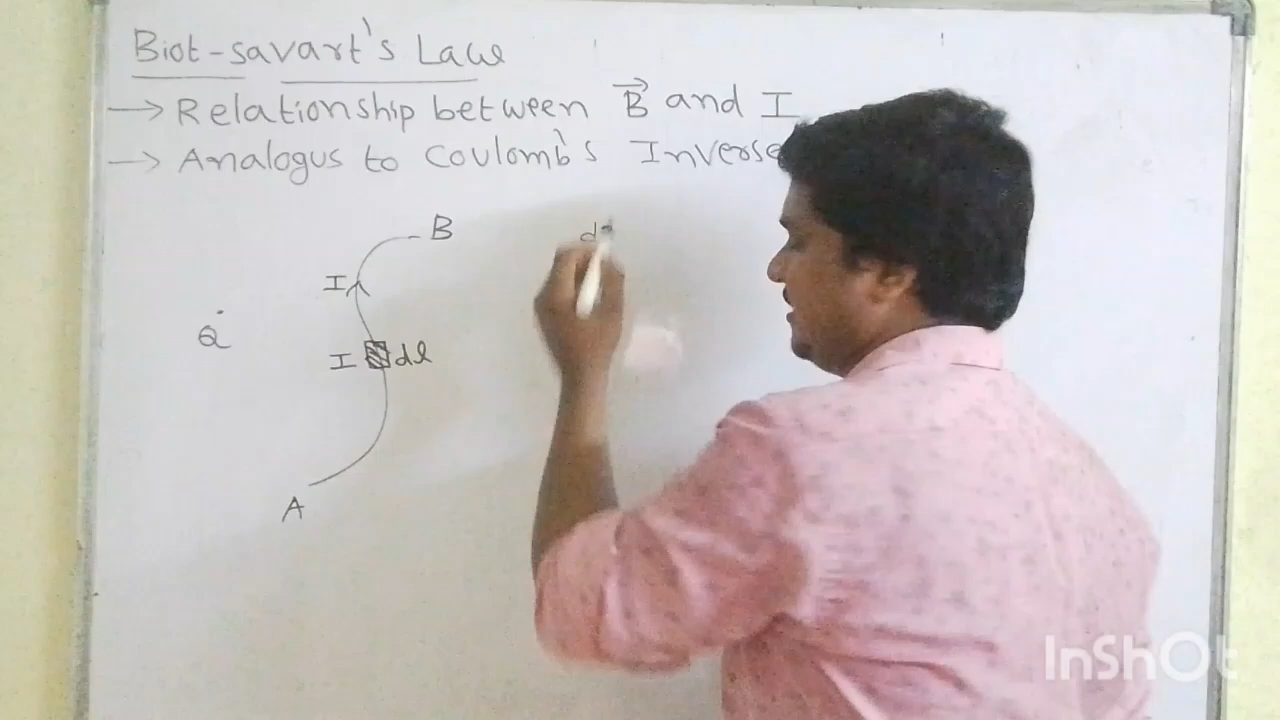 Biot-savart's Law
→ Relationship between B⃗ and I
→ Analogus to Coulomb's Inverse
B
I
Q
I dl
A
InShOt